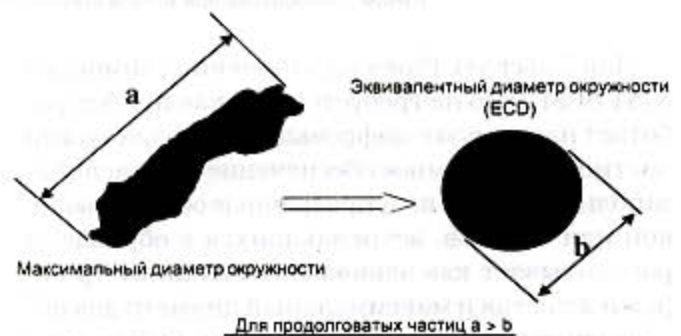 a
Эквивалентный диаметр окружности
(ECD)
b
Максимальный диаметр окружности
Для продолговатых частиц a > b